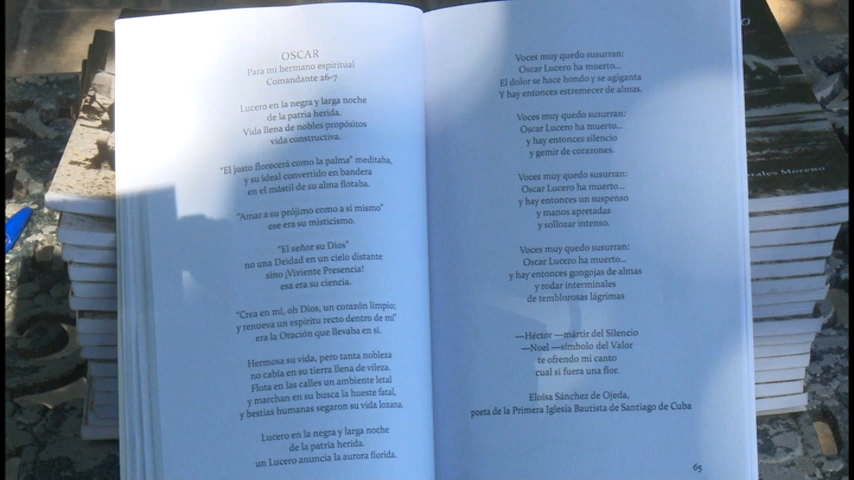 OSCAR
Para mi hermano espiritual
Comandante 26-7
Lucero en la negra y larga noche
de la patria herida.
Vida llena de nobles propósitos
vida constructiva.
"El justo florecerá como la palma" meditaba,
y su ideal convertido en bandera
en el mástil de su alma flotaba.
"Amar a su prójimo como a sí mismo"
ese era su misticismo.
"El señor su Dios"
no una Deidad en un cielo distante
sino ¡Viviente Presencia!
esa era su ciencia.
"Crea en mí, oh Dios, un corazón limpio;
y renueva un espíritu recto dentro de mí"
era la Oración que llevaba en sí.
Hermosa su vida, pero tanta nobleza
no cabía en su tierra llena de vileza.
Flota en las calles un ambiente letal
y marchan en su busca la hueste fatal,
y bestias humanas segaron su vida lozana.
Lucero en la negra y larga noche
de la patria herida.
un Lucero anuncia la aurora florida.
Voces muy quedo susurran:
Oscar Lucero ha muerto...
El dolor se hace hondo y se agiganta
Y hay entonces estremecer de almas.
Voces muy quedo susurran:
Oscar Lucero ha muerto...
y hay entonces silencio
y gemir de corazones.
Voces muy quedo susurran:
Oscar Lucero ha muerto...
y hay entonces un suspenso
y manos apretadas
y sollozar intenso.
Voces muy quedo susurran:
Oscar Lucero ha muerto...
y hay entonces gongojas de almas
y rodar interminales
de temblorosas lágrimas
—Héctor —mártir del Silencio
—Noel —símbolo del Valor
te ofrendo mi canto
cual si fuera una flor.
Eloísa Sánchez de Ojeda,
poeta de la Primera Iglesia Bautista de Santiago de Cuba
65
rales Moreno